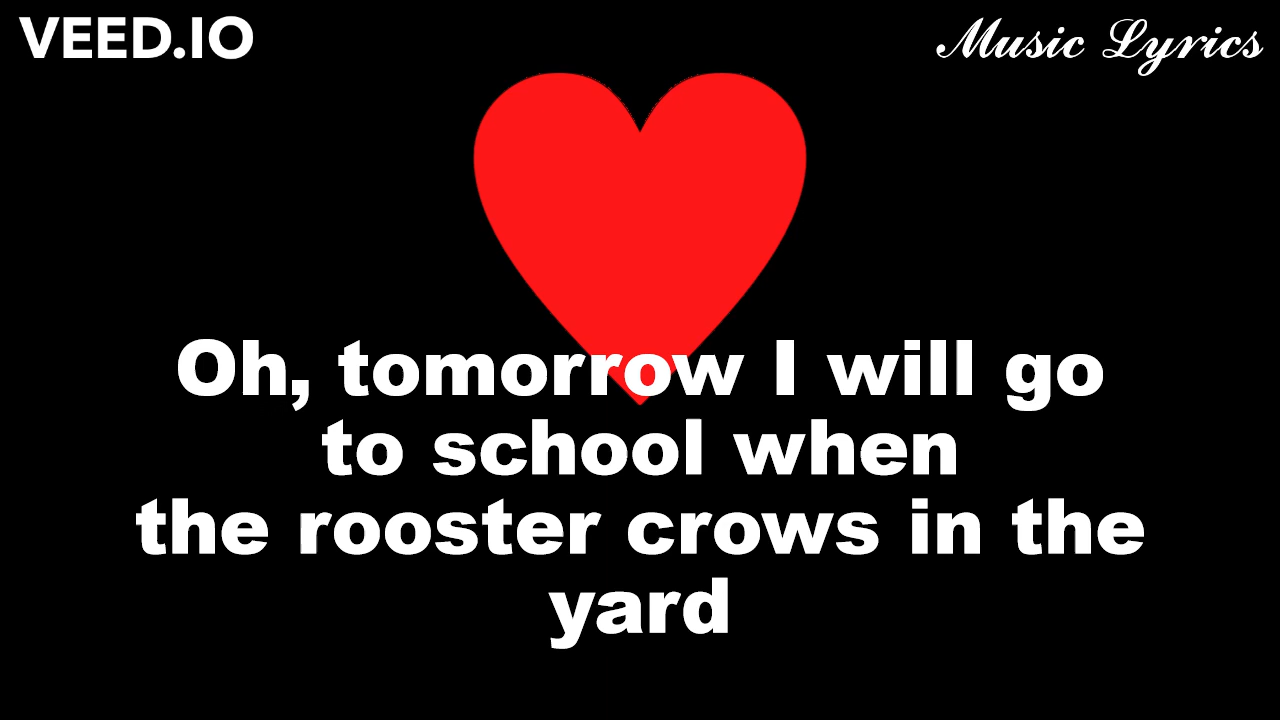 VEED.IO
Music Lyrics
Oh, tomorrow I will go
to school when
the rooster crows in the
yard